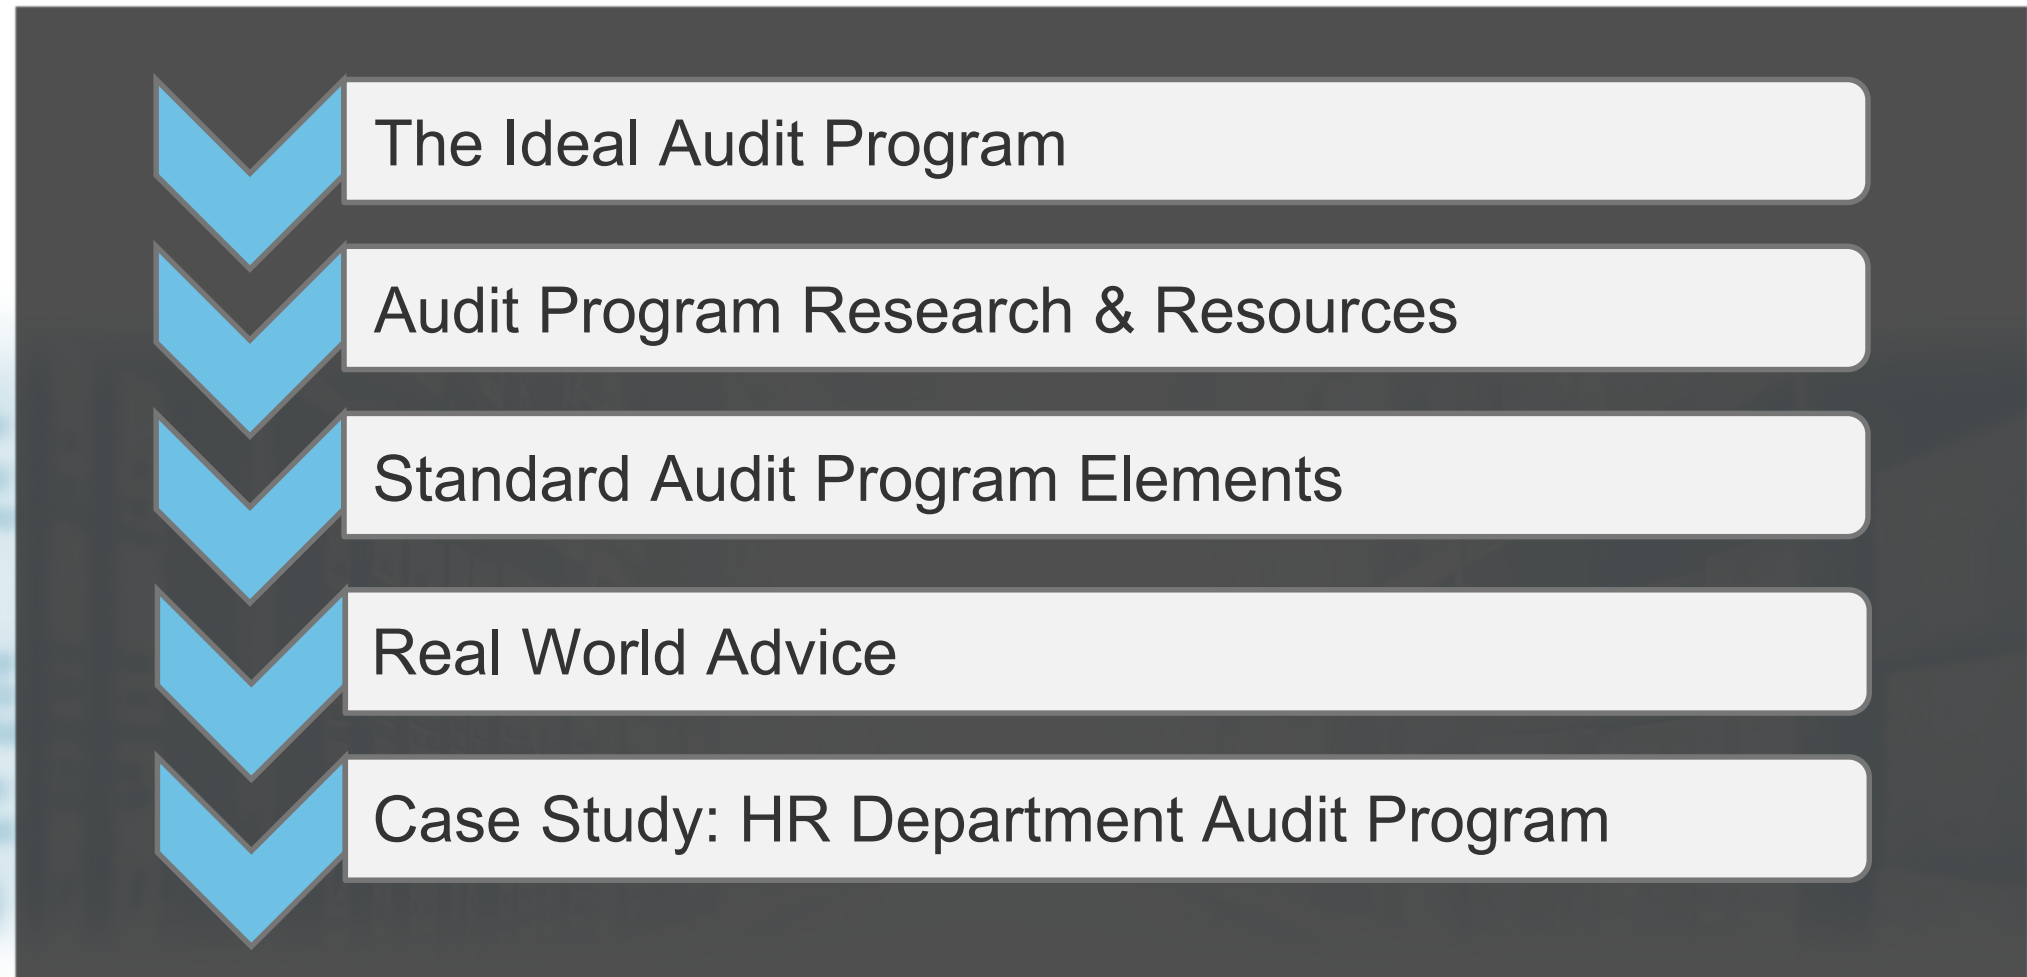 The Ideal Audit Program
Audit Program Research & Resources
Standard Audit Program Elements
Real World Advice
Case Study: HR Department Audit Program